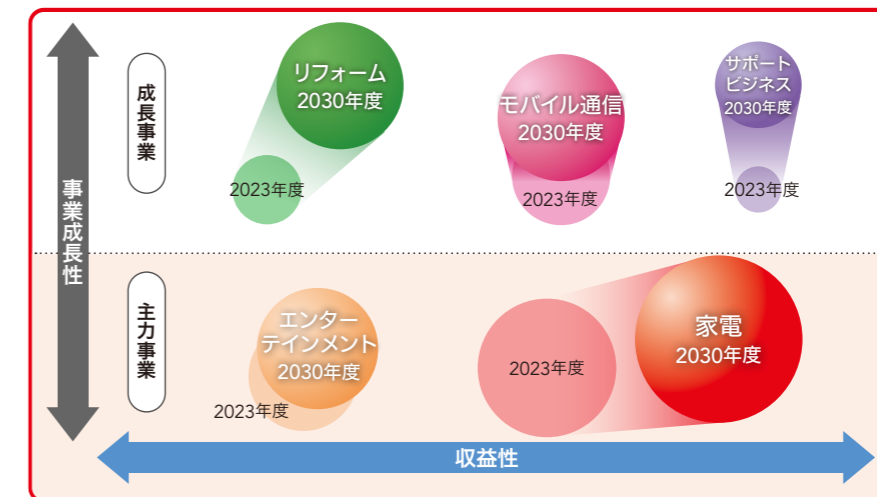 事業成長性
成長事業
リフォーム
2030年度
2023年度
モバイル通信
2030年度
2023年度
サポート
ビジネス
2030年度
2023年度
主力事業
エンター
テインメント
2030年度
2023年度
2023年度
家電
2030年度
収益性